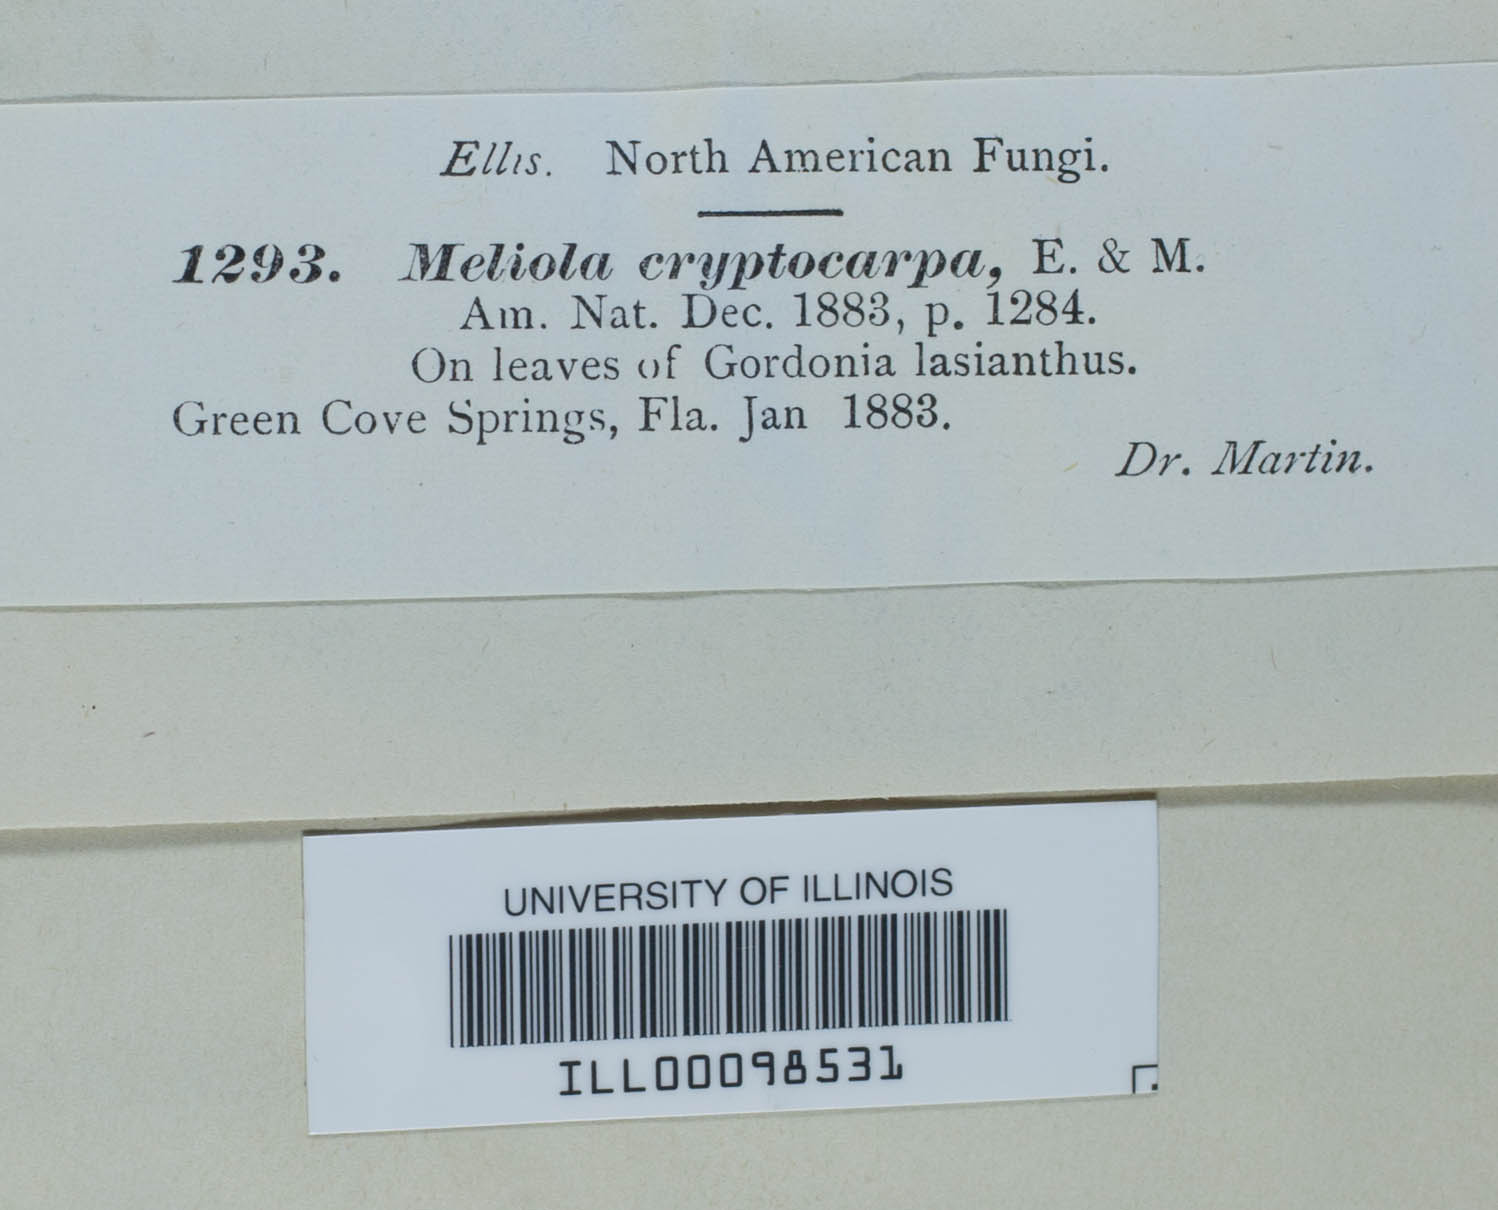 Ellis. North American Fungi.
1293. Meliola cryptocarpa, E. & M.
Am. Nat. Dec. 1883, p. 1284.
On leaves of Gordonia lasianthus.
Green Cove Springs, Fla. Jan 1883.
Dr. Martin.
UNIVERSITY OF ILLINOIS
ILL00098531